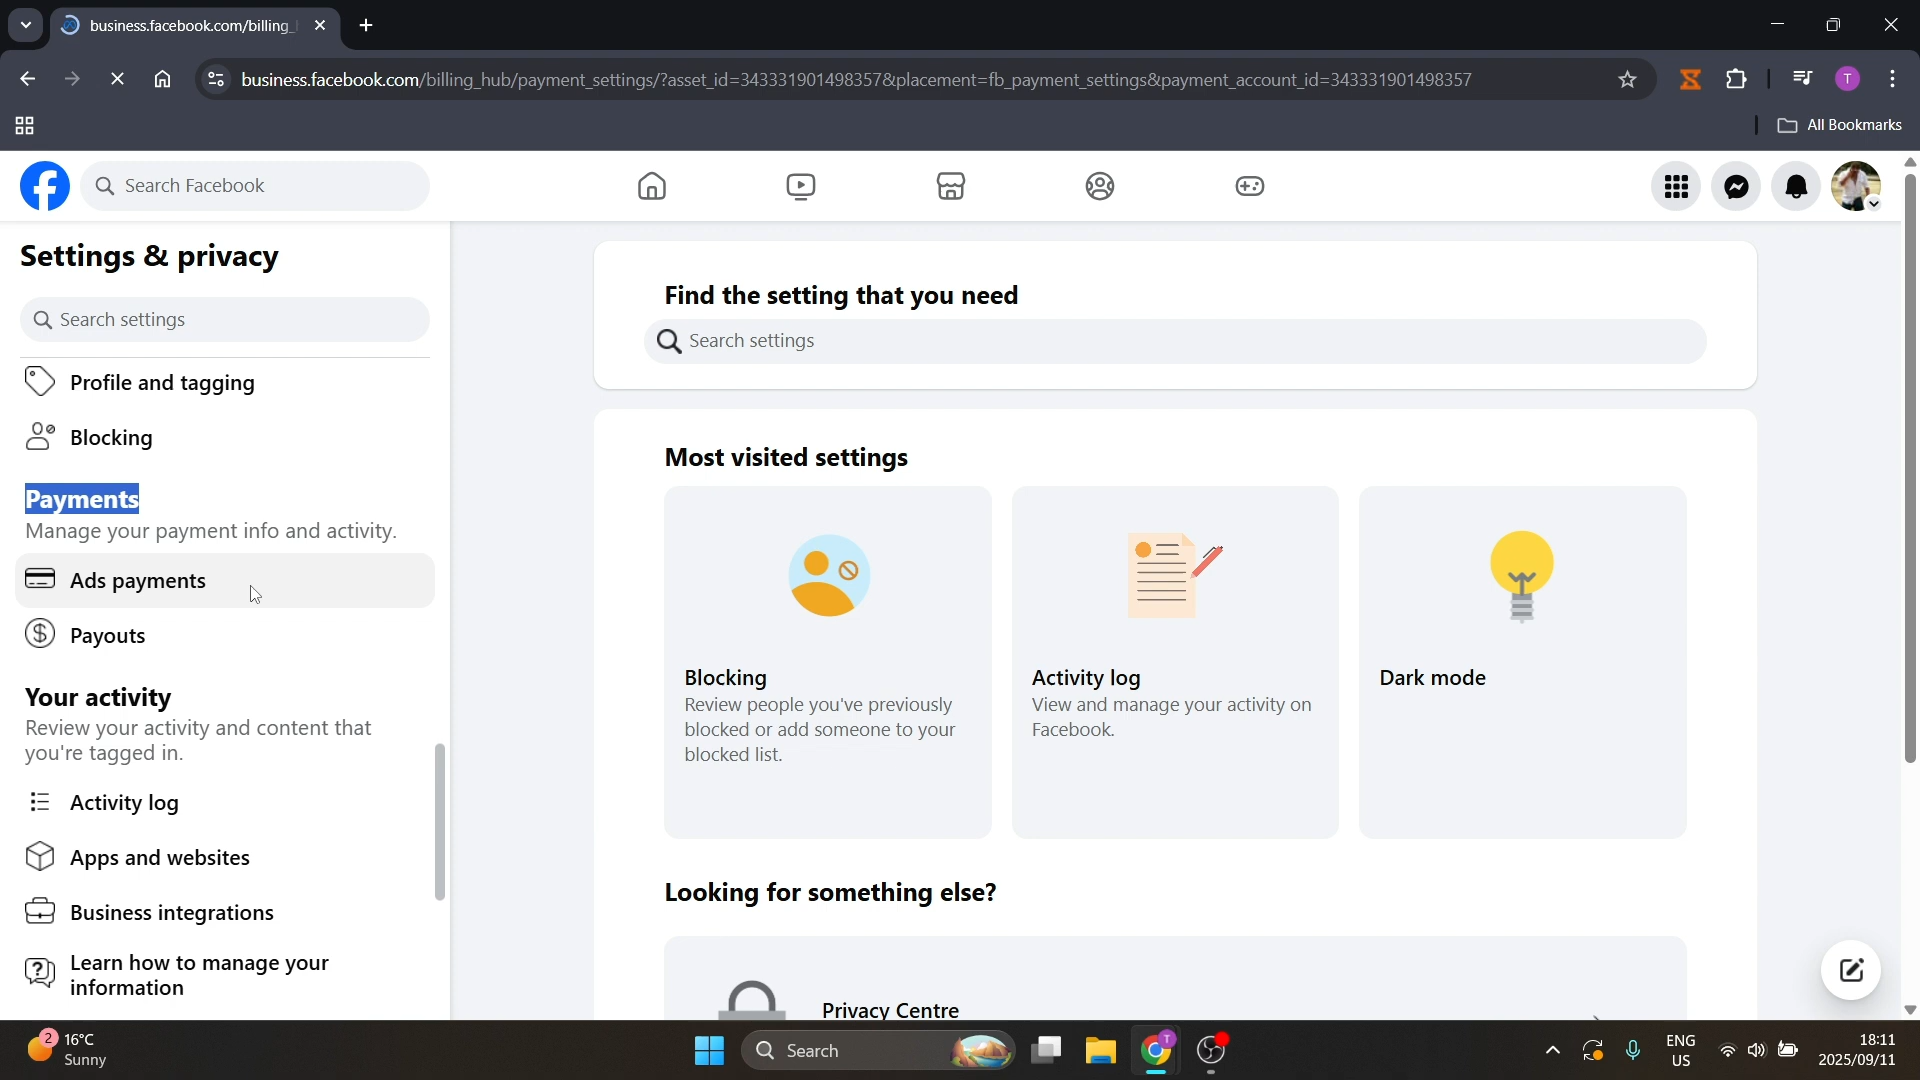 business.facebook.com/billing_
business.facebook.com/billing_hub/payment_settings/?asset_id=343331901498357&placement=fb_payment_settings&payment_account_id=343331901498357
T
All Bookmarks
Search Facebook
Settings & privacy
Search settings
Profile and tagging
Blocking
Payments
Manage your payment info and activity.
Ads payments
Payouts
Your activity
Review your activity and content that
you're tagged in.
Activity log
Apps and websites
Business integrations
Learn how to manage your
information
Find the setting that you need
Search settings
Most visited settings
Blocking
Review people you've previously
blocked or add someone to your
blocked list.
Activity log
View and manage your activity on
Facebook.
Dark mode
Looking for something else?
Privacy Centre
2
16°C
Sunny
Search
T
ENG
US
18:11
2025/09/11